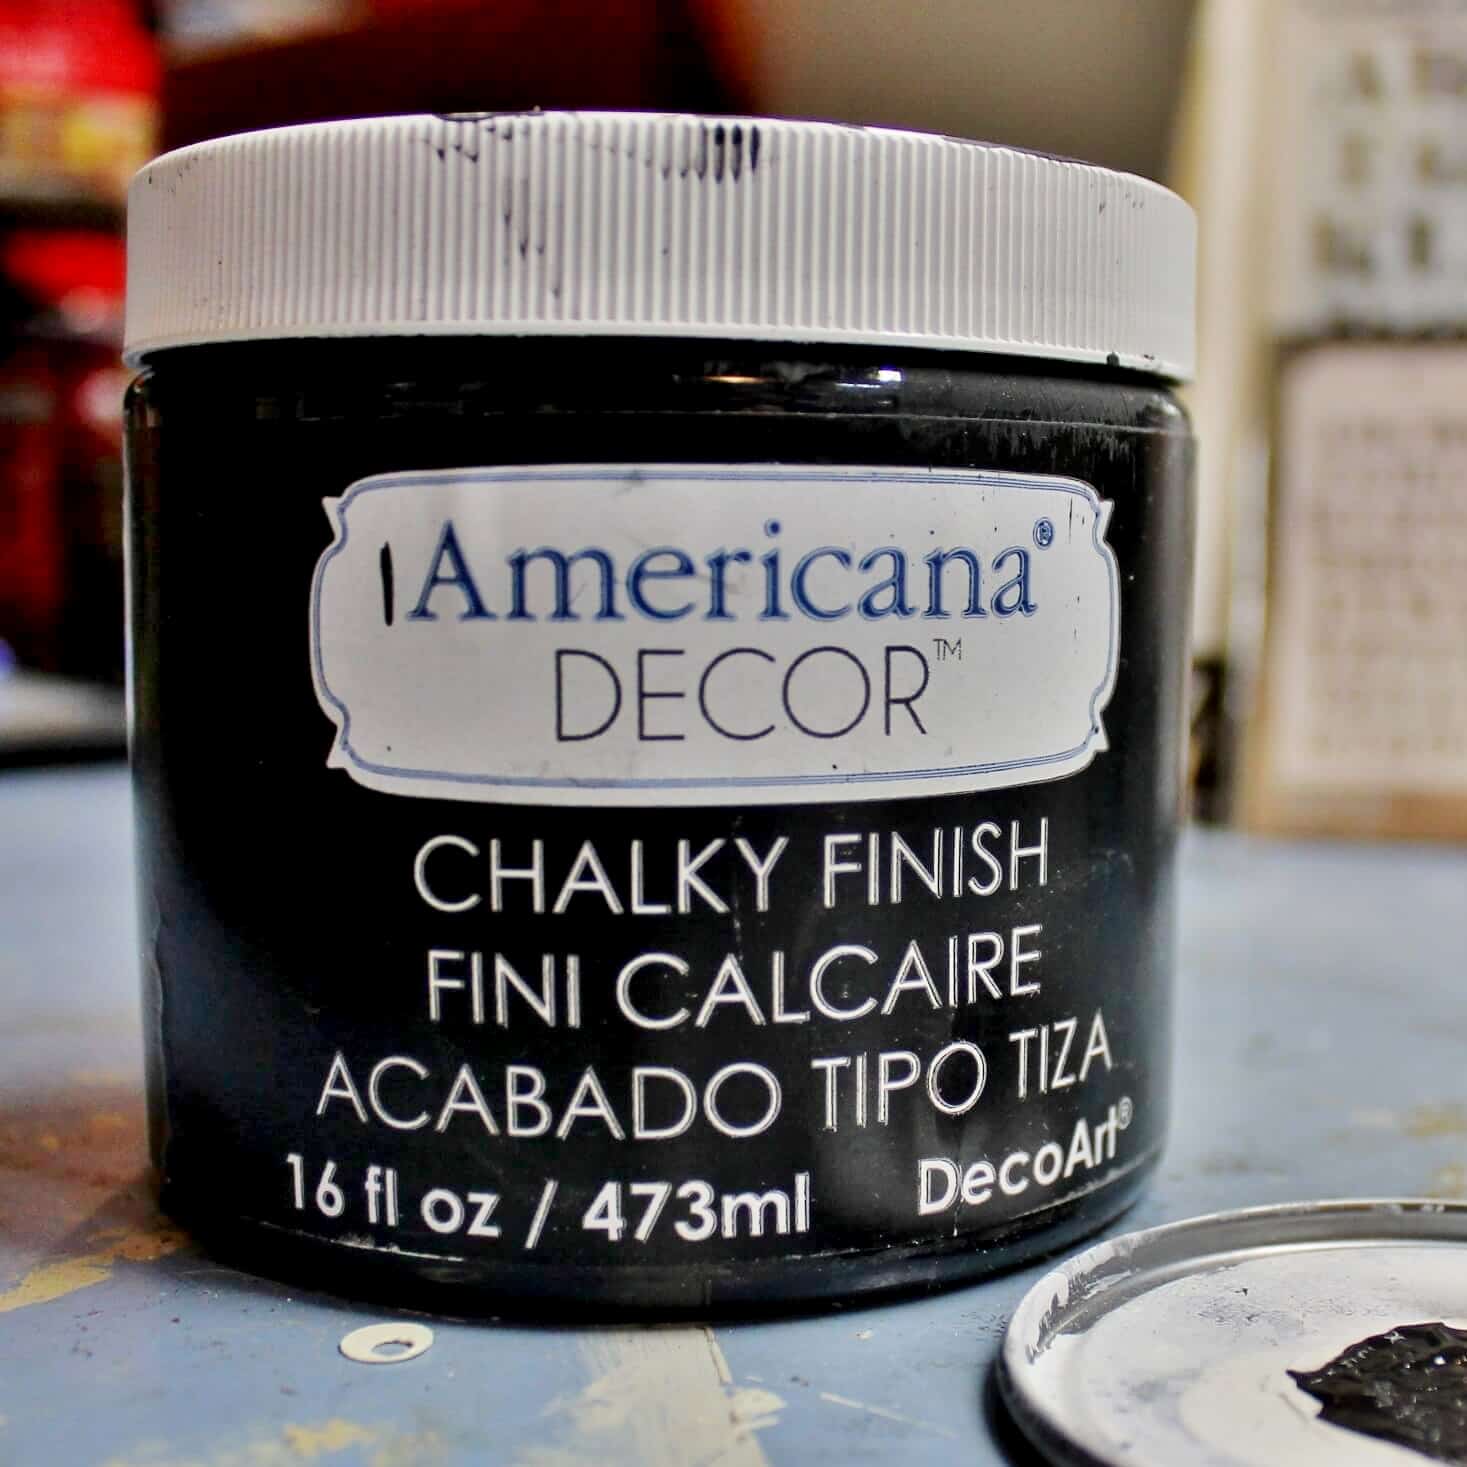 Americana®
DECOR™
CHALKY FINISH
FINI CALCAIRE
ACABADO TIPO TIZA
16 fl oz / 473ml
DecoArt®